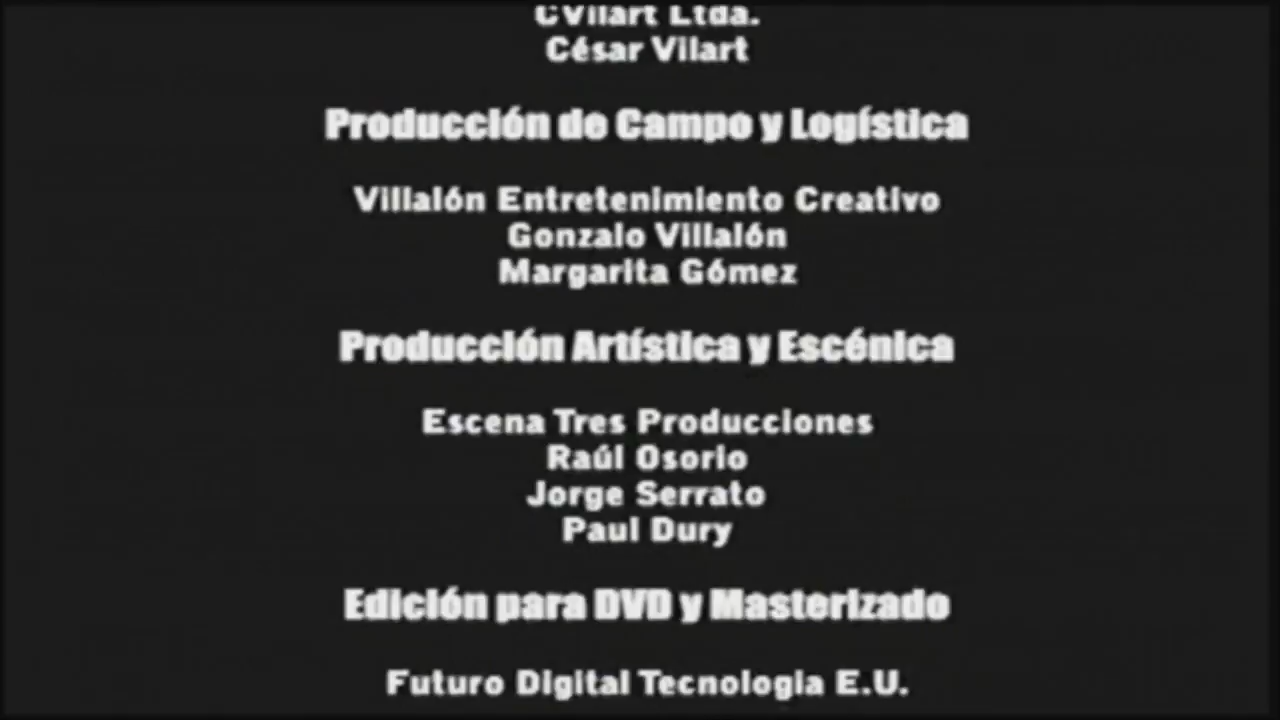 CVilart Ltda.
César Vilart
Producción de Campo y Logística
Villalón Entretenimiento Creativo
Gonzalo Villalón
Margarita Gómez
Producción Artística y Escénica
Escena Tres Producciones
Raúl Osorio
Jorge Serrato
Paul Dury
Edición para DVD y Masterizado
Futuro Digital Tecnologia E.U.